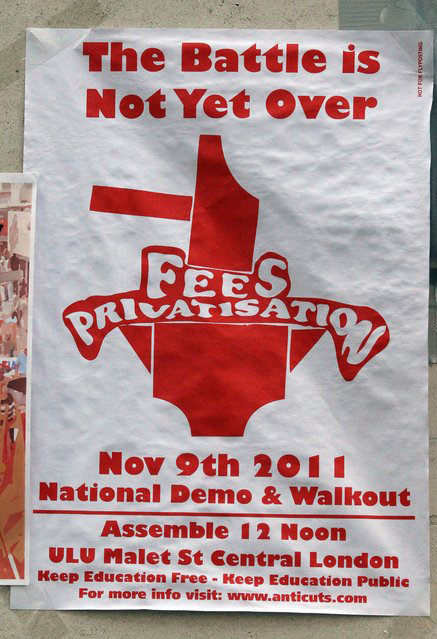 The Battle is
Not Yet Over
NOT FOR FLYPOSTING
FEES
PRIVATISATION
Nov 9th 2011
National Demo & Walkout
Assemble 12 Noon
ULU Malet St Central London
Keep Education Free - Keep Education Public
For more info visit: www.anticuts.com